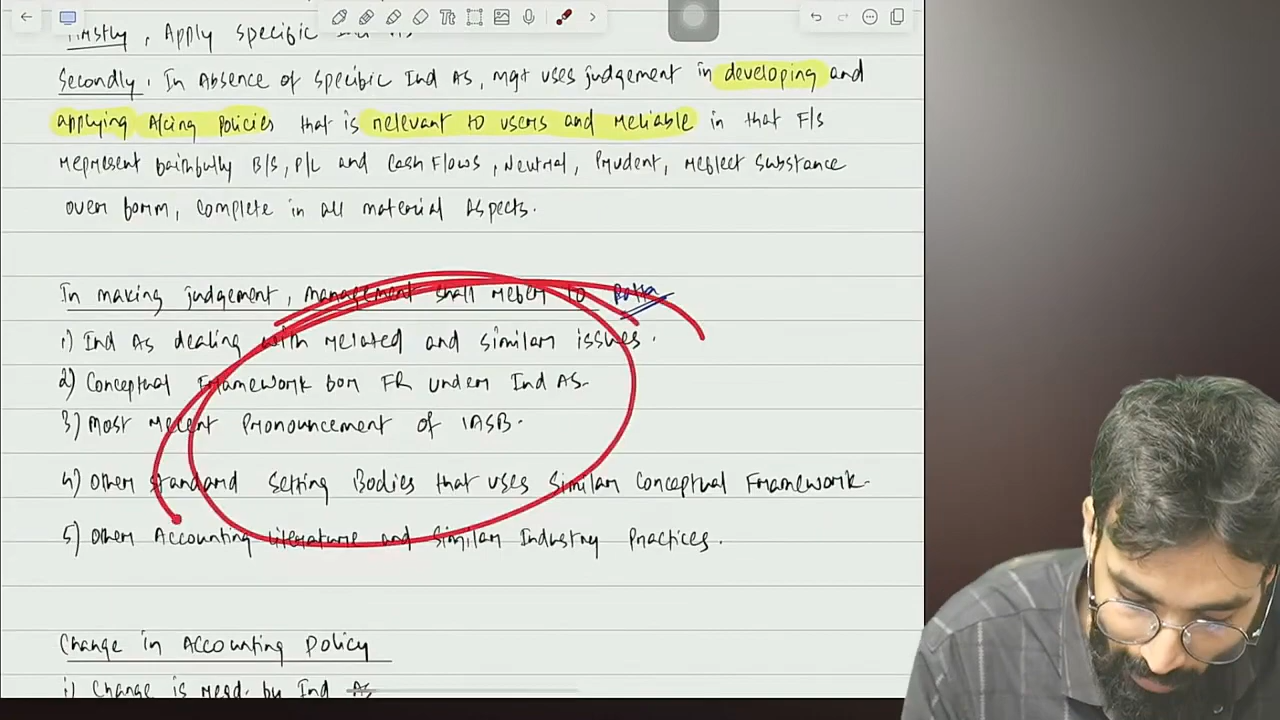 Firstly, Apply Specific Ind AS
Secondly. In Absence of Specific Ind AS, mgt uses judgement in developing and
applying A/cing Policies that is relevant to users and reliable in that F/S
represent faithfully B/S, P/L and Cash Flows, Neutral, Prudent, reflect Substance
over form, Complete in all material Aspects.
In making judgement, management shall refer to Ratta
1) Ind AS dealing with related and similar issues.
2) Conceptual Framework for FR under Ind AS.
3) Most recent Pronouncement of IASB.
4) Other Standard Setting Bodies that uses Similar Conceptual Framework.
5) Other Accounting Literature and Similar Industry Practices.
Change in Accounting Policy
i) Change is reqd. by Ind AS